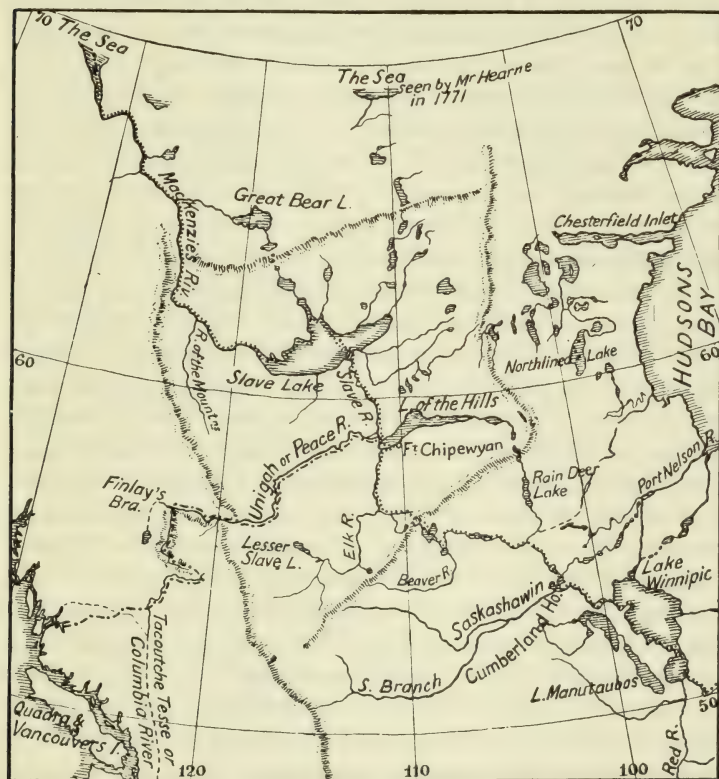 70
The Sea
The Sea
seen by Mr Hearne
in 1771
70
Mackenzie's Riv.
Great Bear L.
Chesterfield Inlet
HUDSONS
BAY
60
R. of the Mountns
Slave Lake
Slave R.
Northlined Lake
60
L. of the Hills
Unigah or Peace R.
Ft. Chipewyan
Finlay's
Bra.
Rain Deer
Lake
Port Nelson R.
Lesser
Slave L.
Elk R.
Beaver R.
Lake
Winnipic
Saskashawin
Cumberland Ho.
Tacoutche Tesse or
Columbia River
S. Branch
L. Manutaubos
Quadra &
Vancouvers I.
50
Red R.
120
110
100